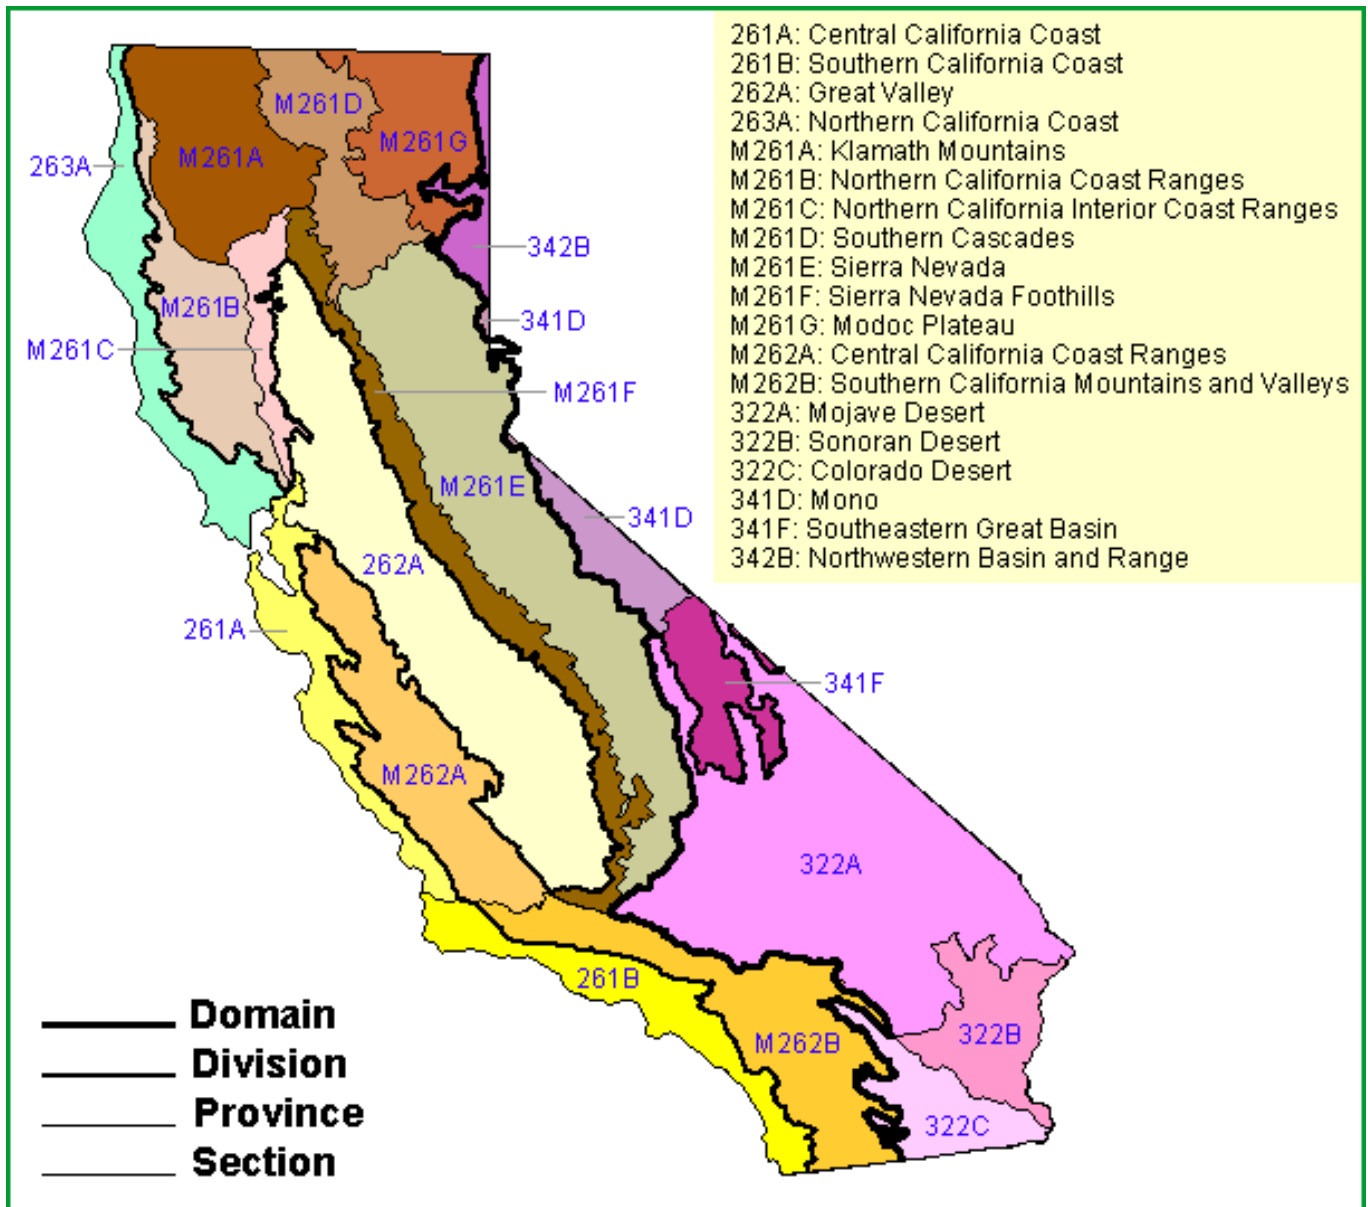 261A: Central California Coast
261B: Southern California Coast
262A: Great Valley
263A: Northern California Coast
M261A: Klamath Mountains
M261B: Northern California Coast Ranges
M261C: Northern California Interior Coast Ranges
M261D: Southern Cascades
M261E: Sierra Nevada
M261F: Sierra Nevada Foothills
M261G: Modoc Plateau
M262A: Central California Coast Ranges
M262B: Southern California Mountains and Valleys
322A: Mojave Desert
322B: Sonoran Desert
322C: Colorado Desert
341D: Mono
341F: Southeastern Great Basin
342B: Northwestern Basin and Range
M261D
M261G
M261A
263A
342B
M261B
341D
M261C
M261F
M261E
341D
262A
261A
341F
M262A
322A
261B
322B
M262B
322C
Domain
Division
Province
Section